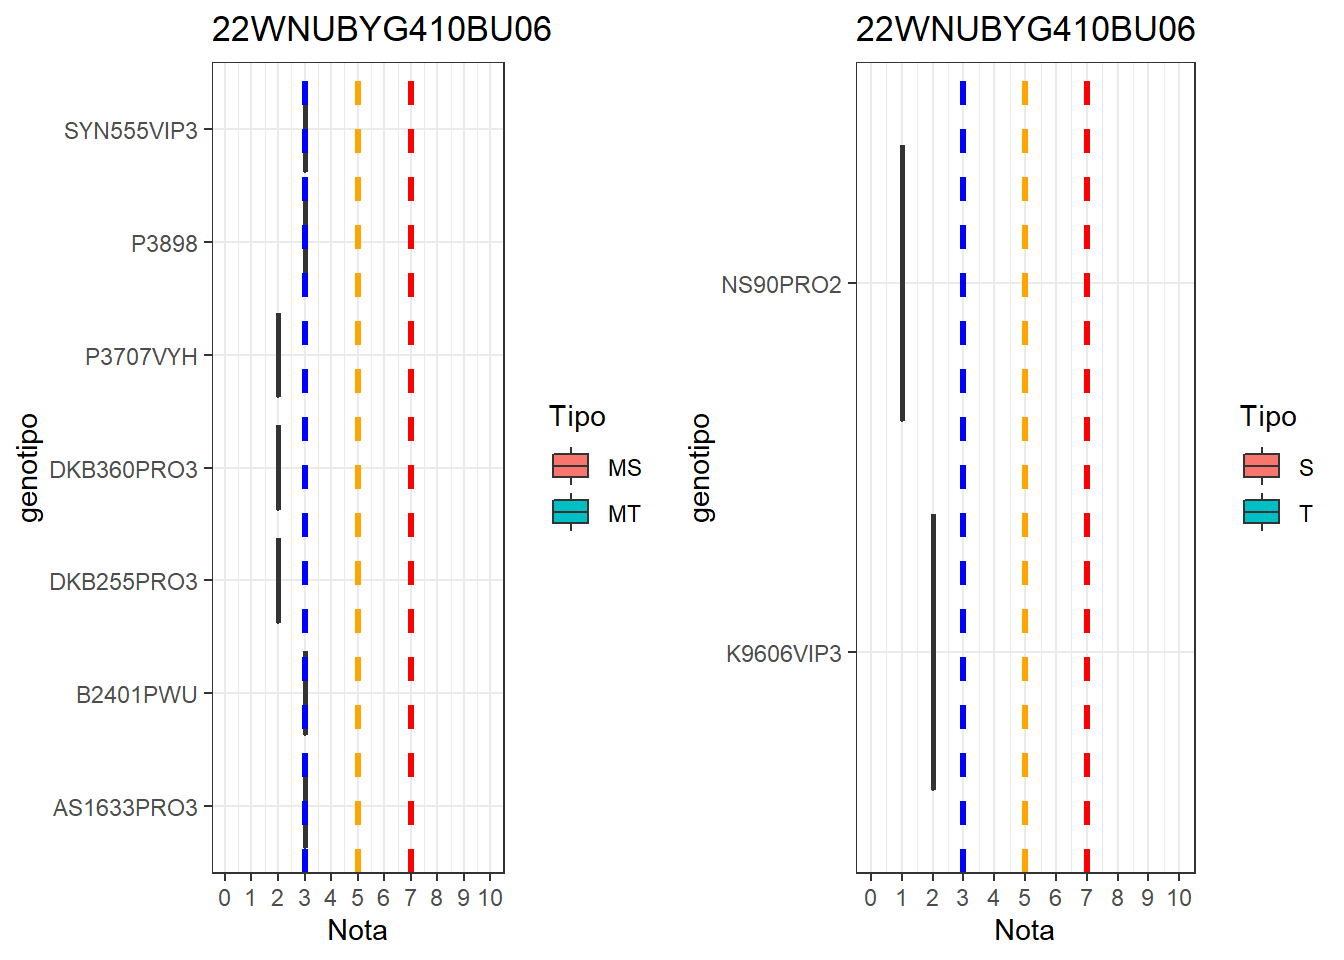 22WNUBYG410BU06
SYN555VIP3
P3898
P3707VYH
DKB360PRO3
DKB255PRO3
B2401PWU
AS1633PRO3
genotipo
0 1 2 3 4 5 6 7 8 9 10
Nota
Tipo
MS
MT
22WNUBYG410BU06
NS90PRO2
K9606VIP3
genotipo
0 1 2 3 4 5 6 7 8 9 10
Nota
Tipo
S
T